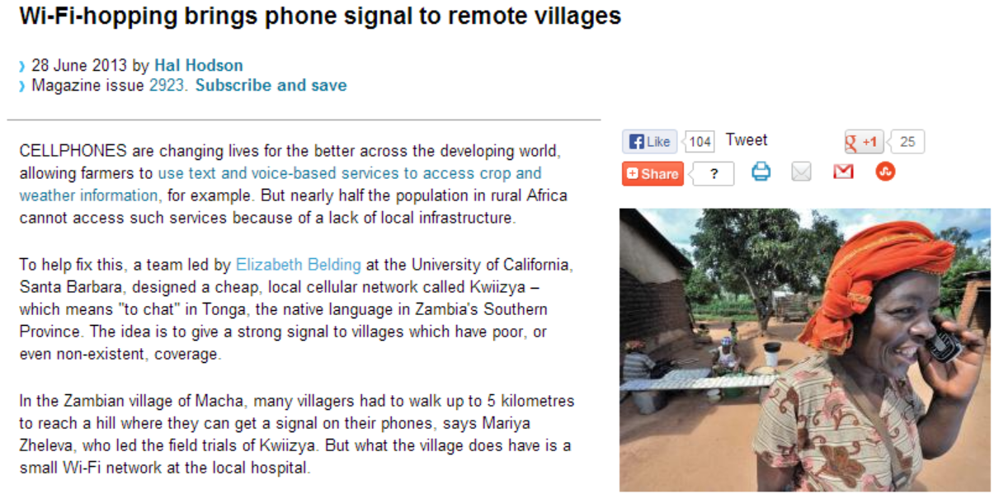 Wi-Fi-hopping brings phone signal to remote villages
28 June 2013 by Hal Hodson
Magazine issue 2923. Subscribe and save
CELLPHONES are changing lives for the better across the developing world,
allowing farmers to use text and voice-based services to access crop and
weather information, for example. But nearly half the population in rural Africa
cannot access such services because of a lack of local infrastructure.
To help fix this, a team led by Elizabeth Belding at the University of California,
Santa Barbara, designed a cheap, local cellular network called Kwiizya –
which means "to chat" in Tonga, the native language in Zambia's Southern
Province. The idea is to give a strong signal to villages which have poor, or
even non-existent, coverage.
In the Zambian village of Macha, many villagers had to walk up to 5 kilometres
to reach a hill where they can get a signal on their phones, says Mariya
Zheleva, who led the field trials of Kwiizya. But what the village does have is a
small Wi-Fi network at the local hospital.
Like 104 Tweet g +1 25
Share ?